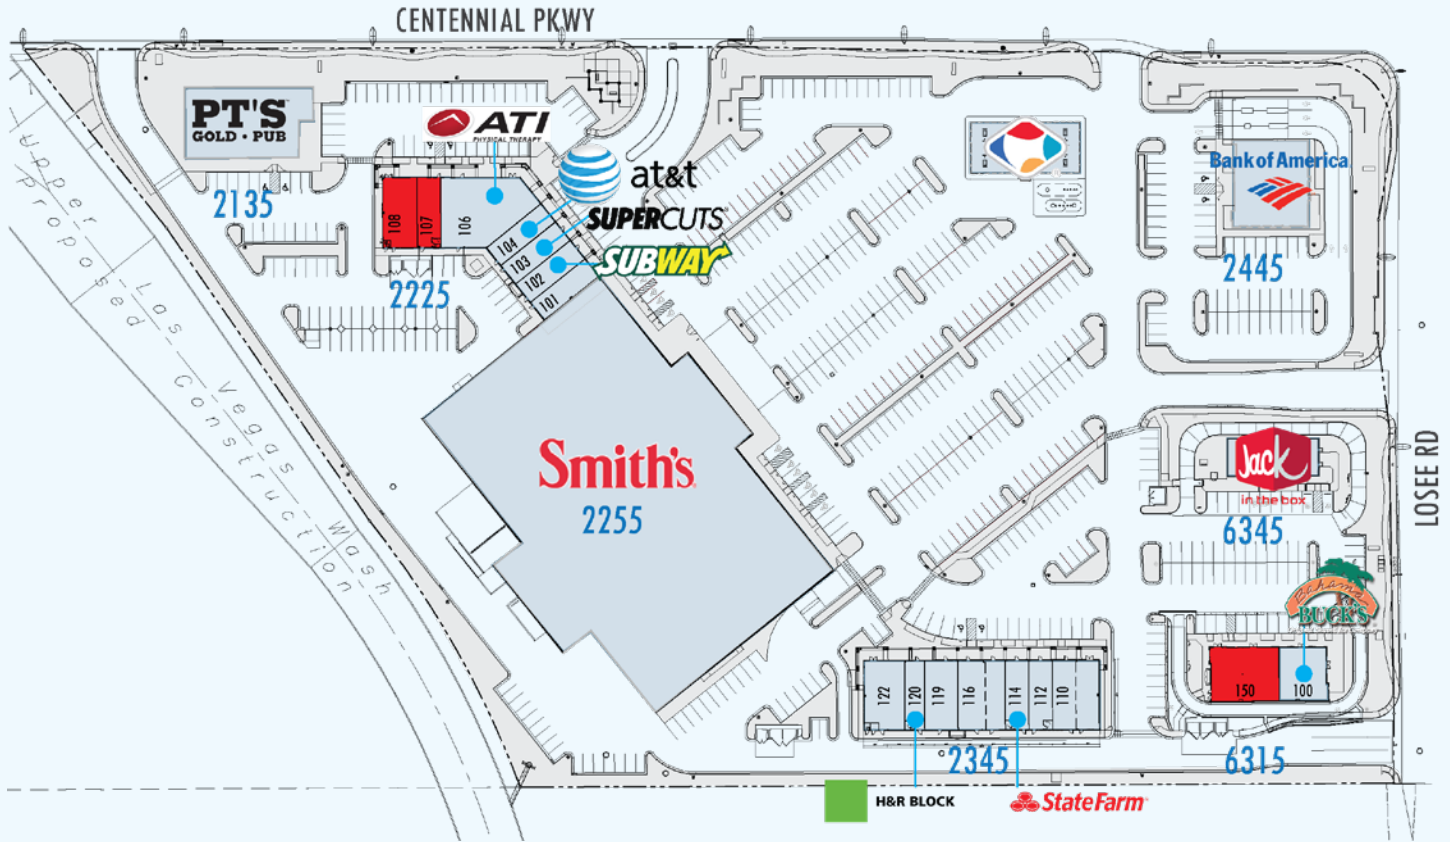 CENTENNIAL PKWY
PT'S
GOLD • PUB
2135
ATI
PHYSICAL THERAPY
at&t
SUPERCUTS
SUBWAY
108
107
106
104
103
102
101
2225
Bank of America
2445
Upper Las Vegas Wash
Proposed Construction
Smith's
2255
Jack
in the box
6345
LOSEE RD
Bahama
BUCK'S
150
100
6315
122
120
119
116
114
112
110
2345
H&R BLOCK
StateFarm